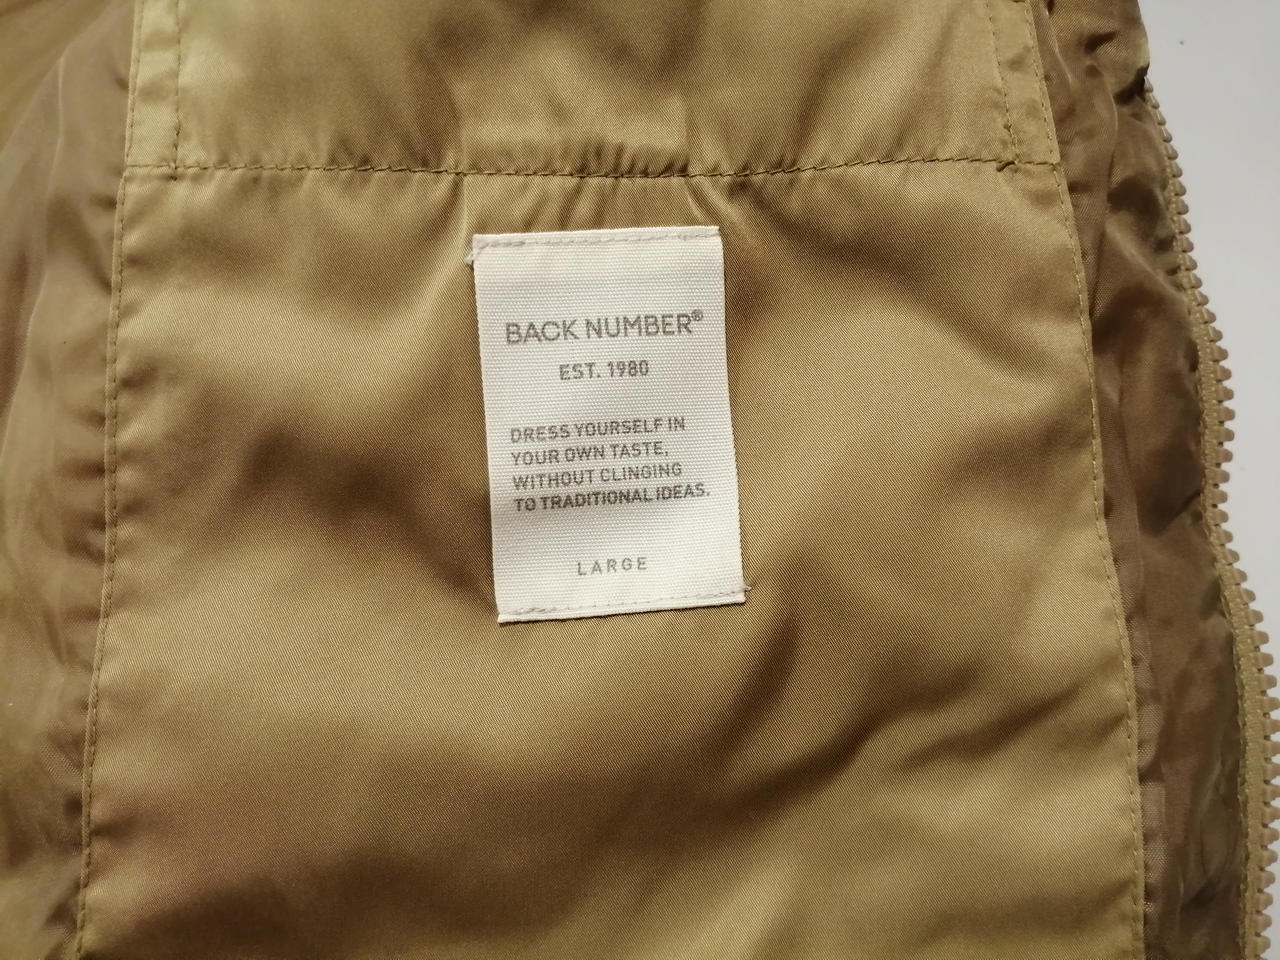 BACK NUMBER®
EST. 1980
DRESS YOURSELF IN
YOUR OWN TASTE,
WITHOUT CLINGING
TO TRADITIONAL IDEAS.
LARGE